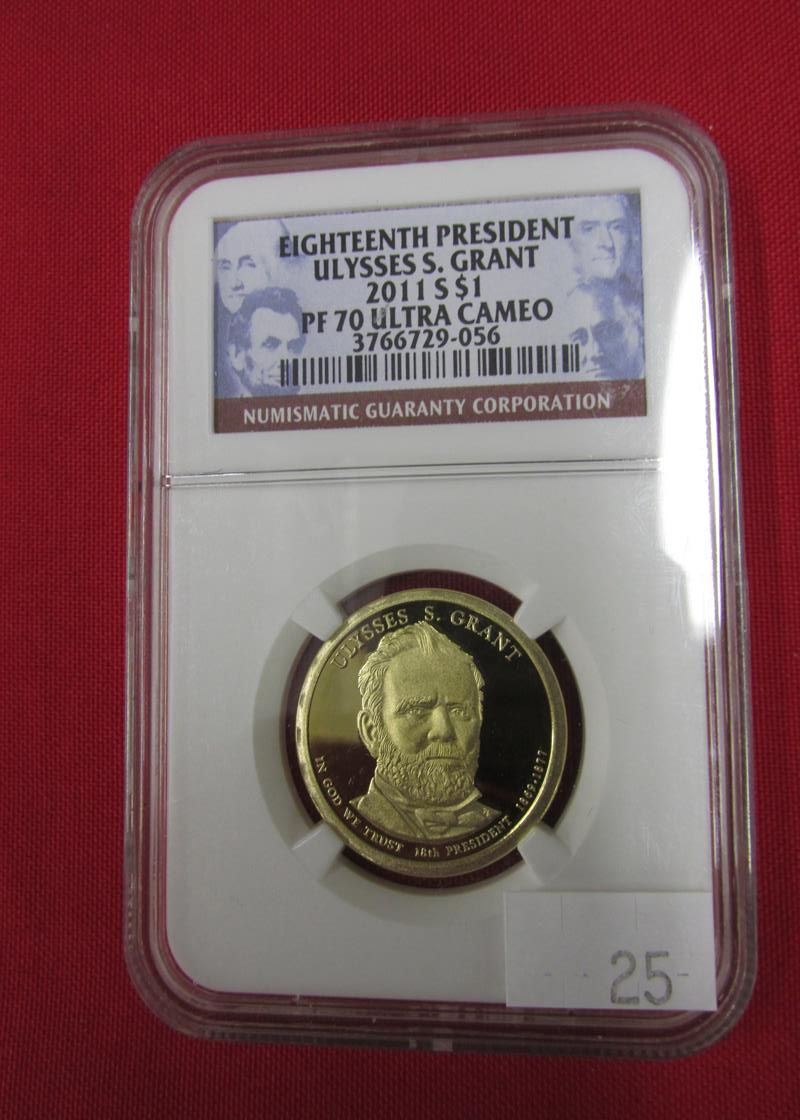 EIGHTEENTH PRESIDENT
ULYSSES S. GRANT
2011 S $1
PF 70 ULTRA CAMEO
3766729-056
NUMISMATIC GUARANTY CORPORATION
ULYSSES S. GRANT
IN GOD WE TRUST 18th PRESIDENT 1869-1877
25-